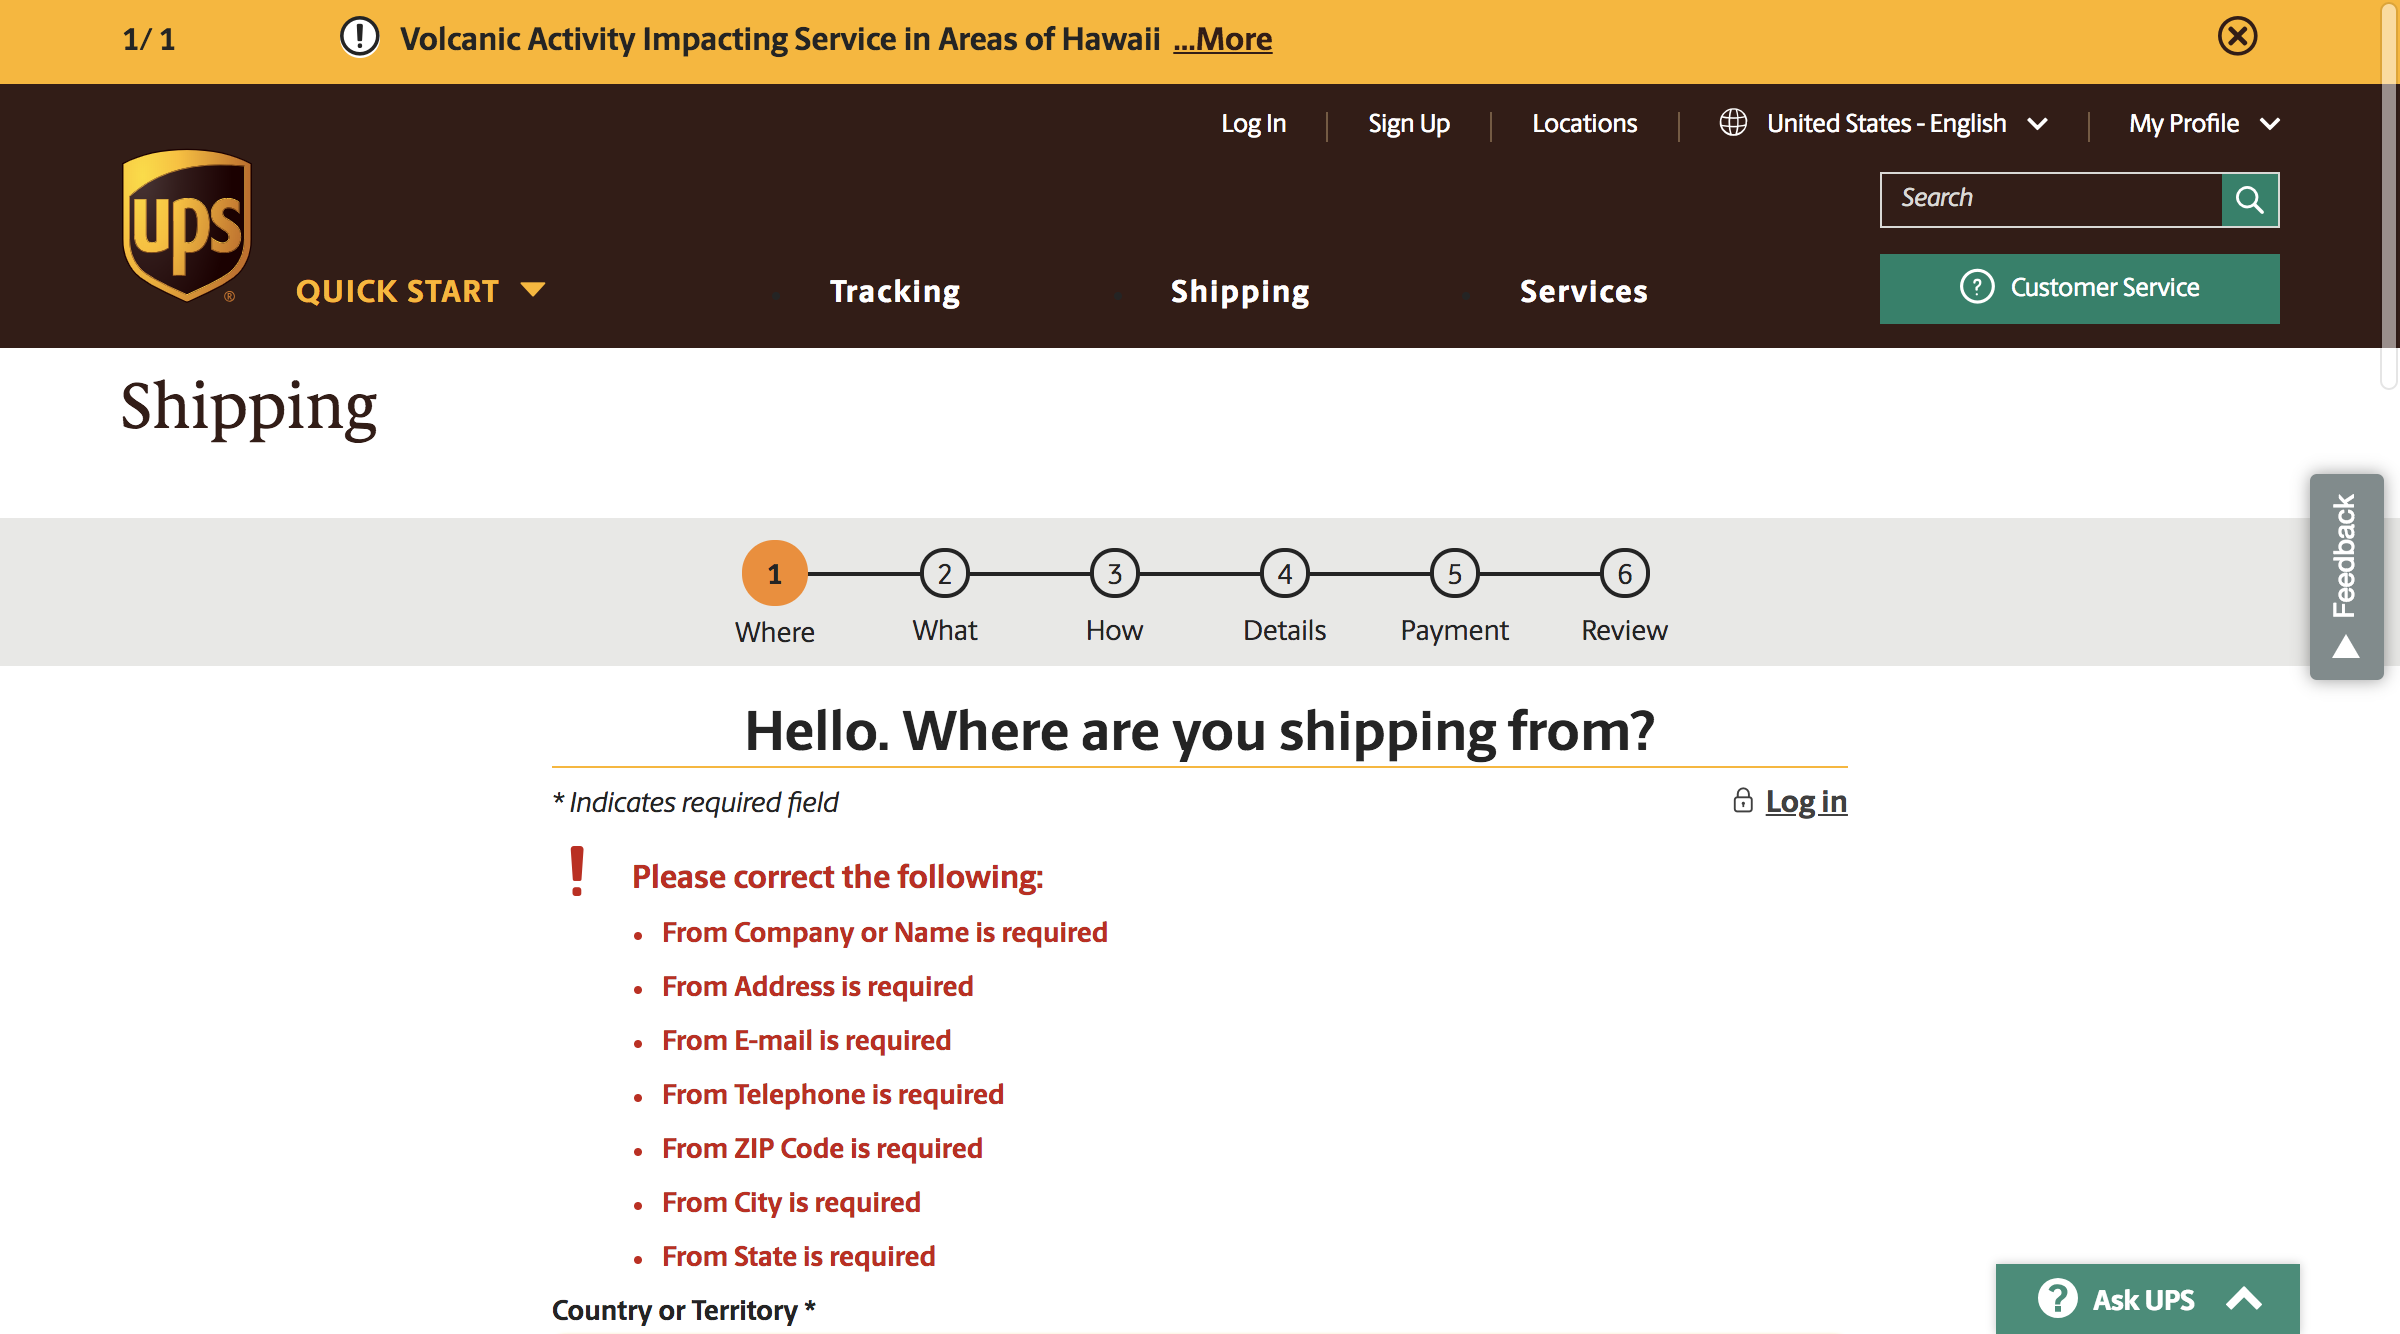 1/ 1
Volcanic Activity Impacting Service in Areas of Hawaii ...More
Log In
Sign Up
Locations
United States - English
My Profile
ups
®
Search
QUICK START
Tracking
Shipping
Services
Customer Service
Shipping
Feedback
1
2
3
4
5
6
Where
What
How
Details
Payment
Review
Hello. Where are you shipping from?
* Indicates required field
Log in
Please correct the following:
From Company or Name is required
From Address is required
From E-mail is required
From Telephone is required
From ZIP Code is required
From City is required
From State is required
Country or Territory *
Ask UPS